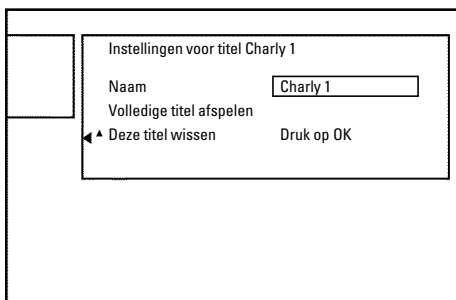 Instellingen voor titel Charly 1
Naam Charly 1
Volledige titel afspelen
Deze titel wissen Druk op OK